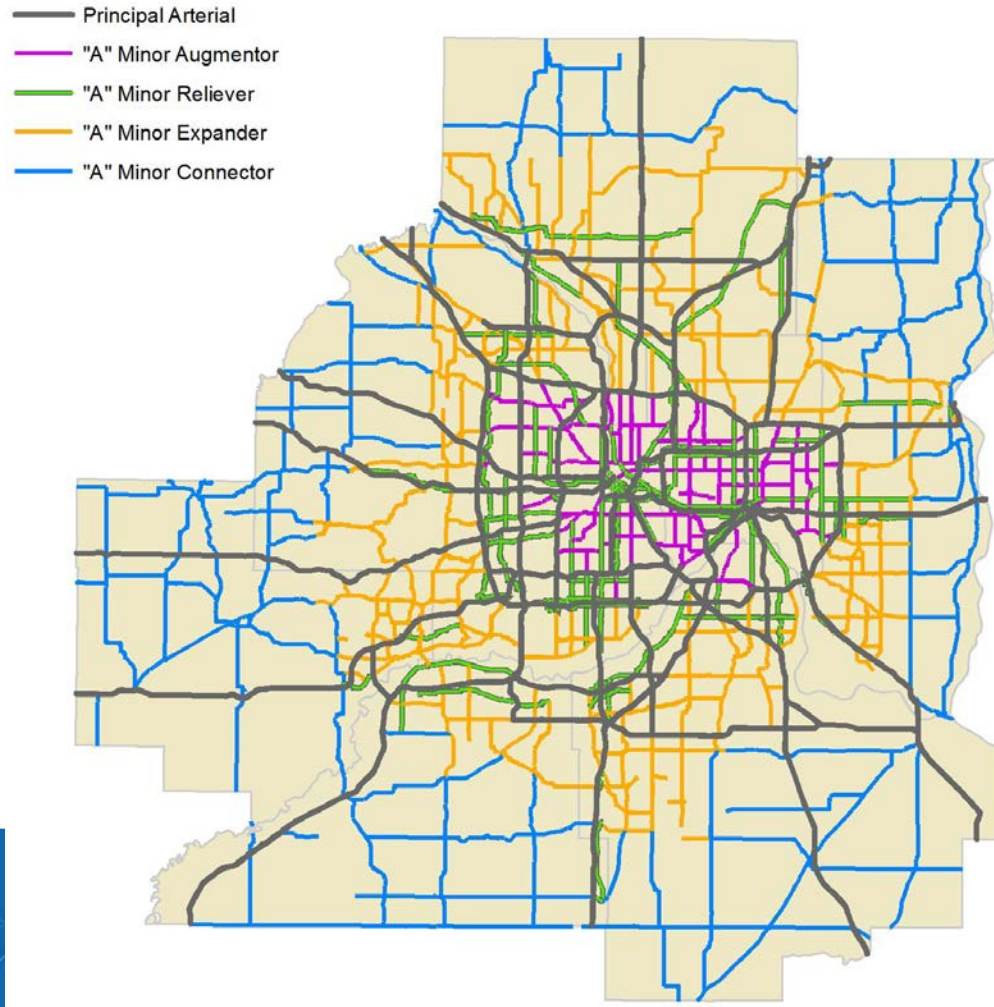 Principal Arterial
"A" Minor Augmentor
"A" Minor Reliever
"A" Minor Expander
"A" Minor Connector